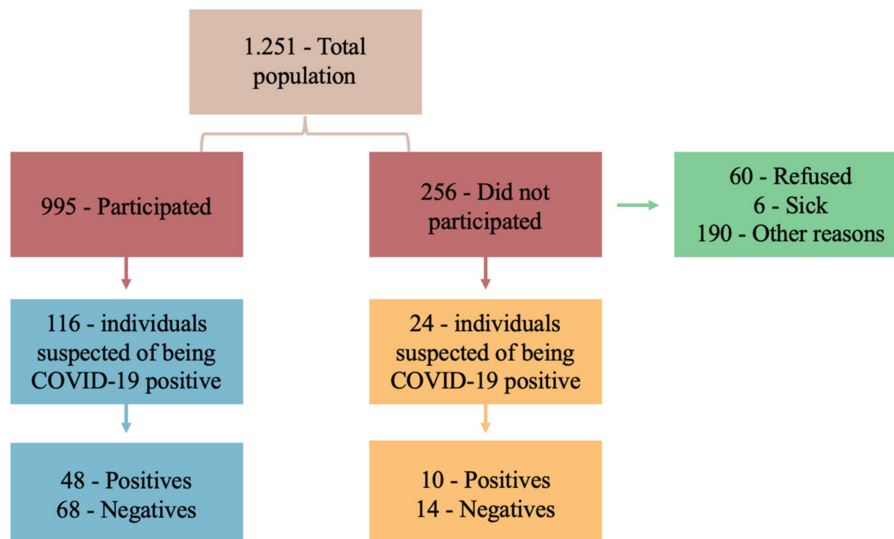 1.251 - Total
population
995 - Participated
256 - Did not
participated
60 - Refused
6 - Sick
190 - Other reasons
116 - individuals
suspected of being
COVID-19 positive
24 - individuals
suspected of being
COVID-19 positive
48 - Positives
68 - Negatives
10 - Positives
14 - Negatives